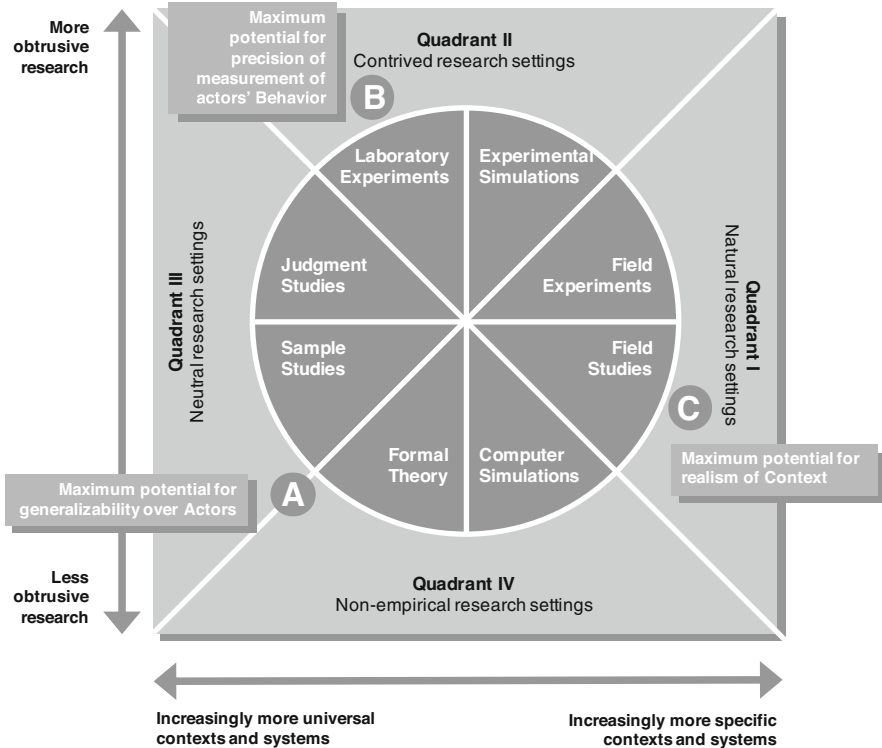 More
obtrusive
research
Maximum
potential for
precision of
measurement of
actors' Behavior
B
Quadrant II
Contrived research settings
Laboratory
Experiments
Experimental
Simulations
Quadrant III
Neutral research settings
Judgment
Studies
Field
Experiments
Quadrant I
Natural research settings
Sample
Studies
Field
Studies
C
Formal
Theory
Computer
Simulations
Maximum potential for
realism of Context
Maximum potential for
generalizability over Actors
A
Less
obtrusive
research
Quadrant IV
Non-empirical research settings
Increasingly more universal
contexts and systems
Increasingly more specific
contexts and systems